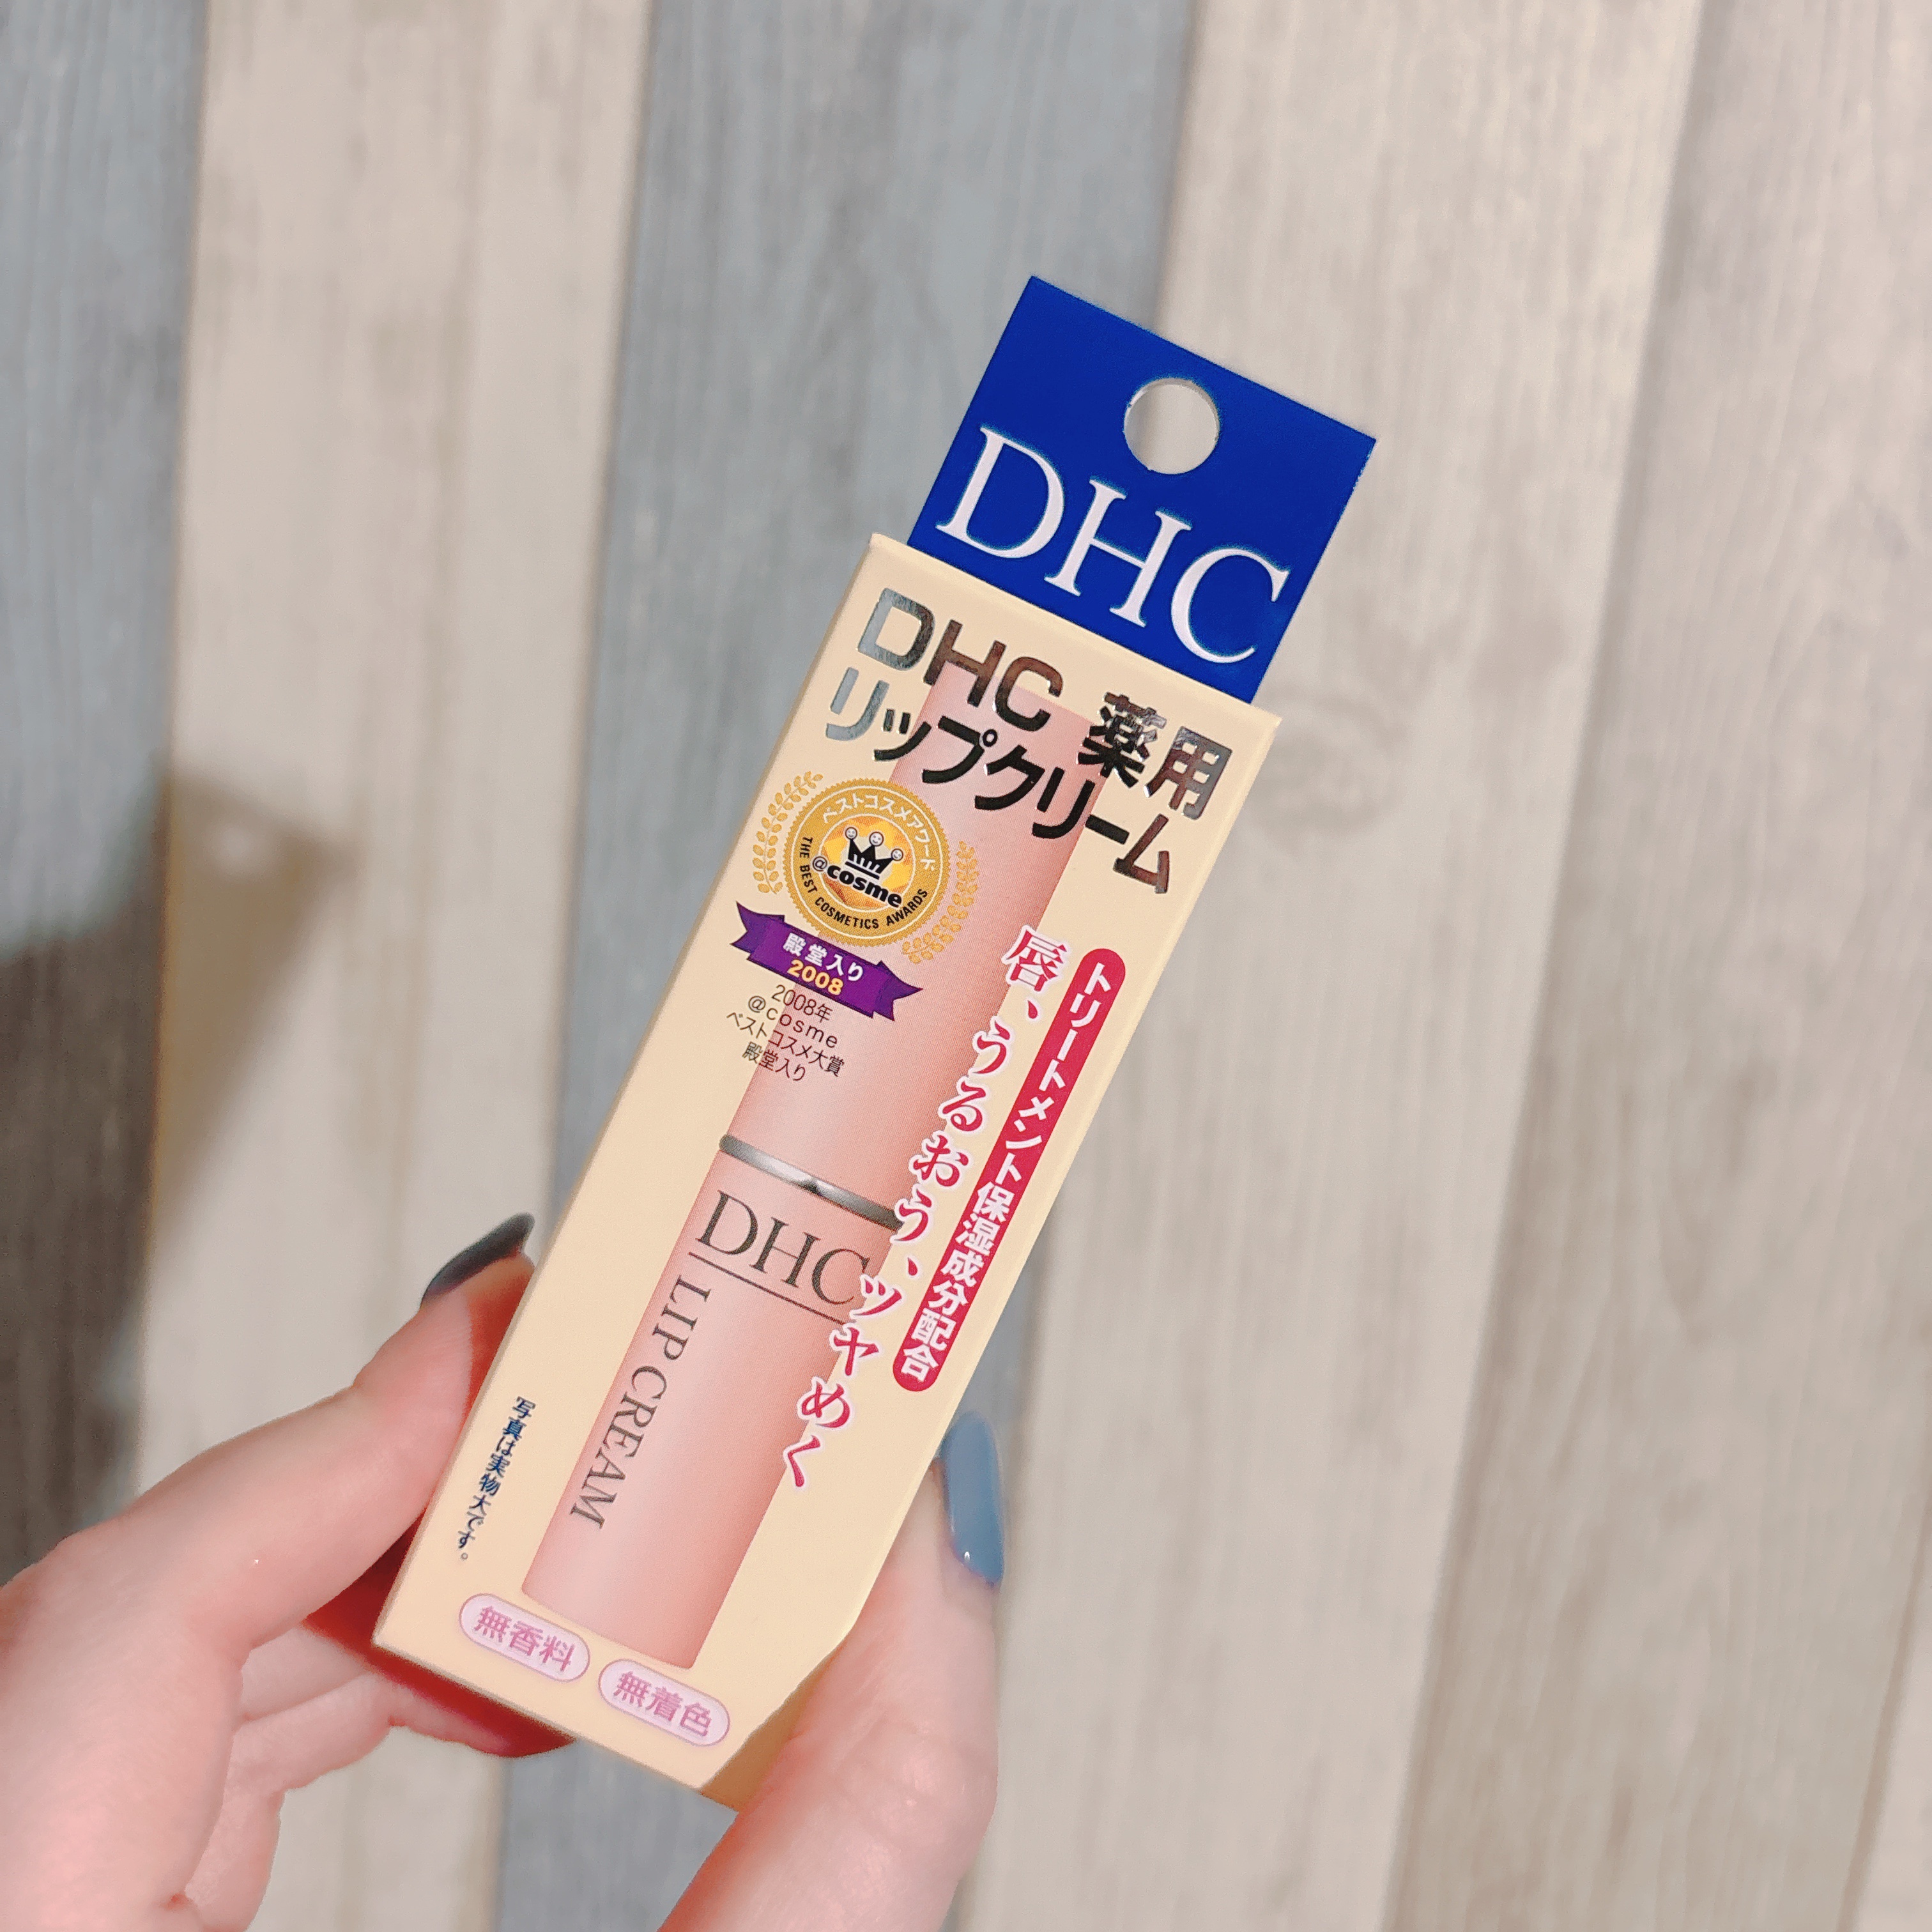 DHC
DHC 薬用
リップクリーム
ベストコスメアワード
@cosme
THE BEST COSMETICS AWARDS
殿堂入り
2008
2008年
@cosme
ベストコスメ大賞
殿堂入り
トリートメント保湿成分配合
唇、うるおう、ツヤめく
DHC
LIP CREAM
写真は実物大です。
無香料
無着色